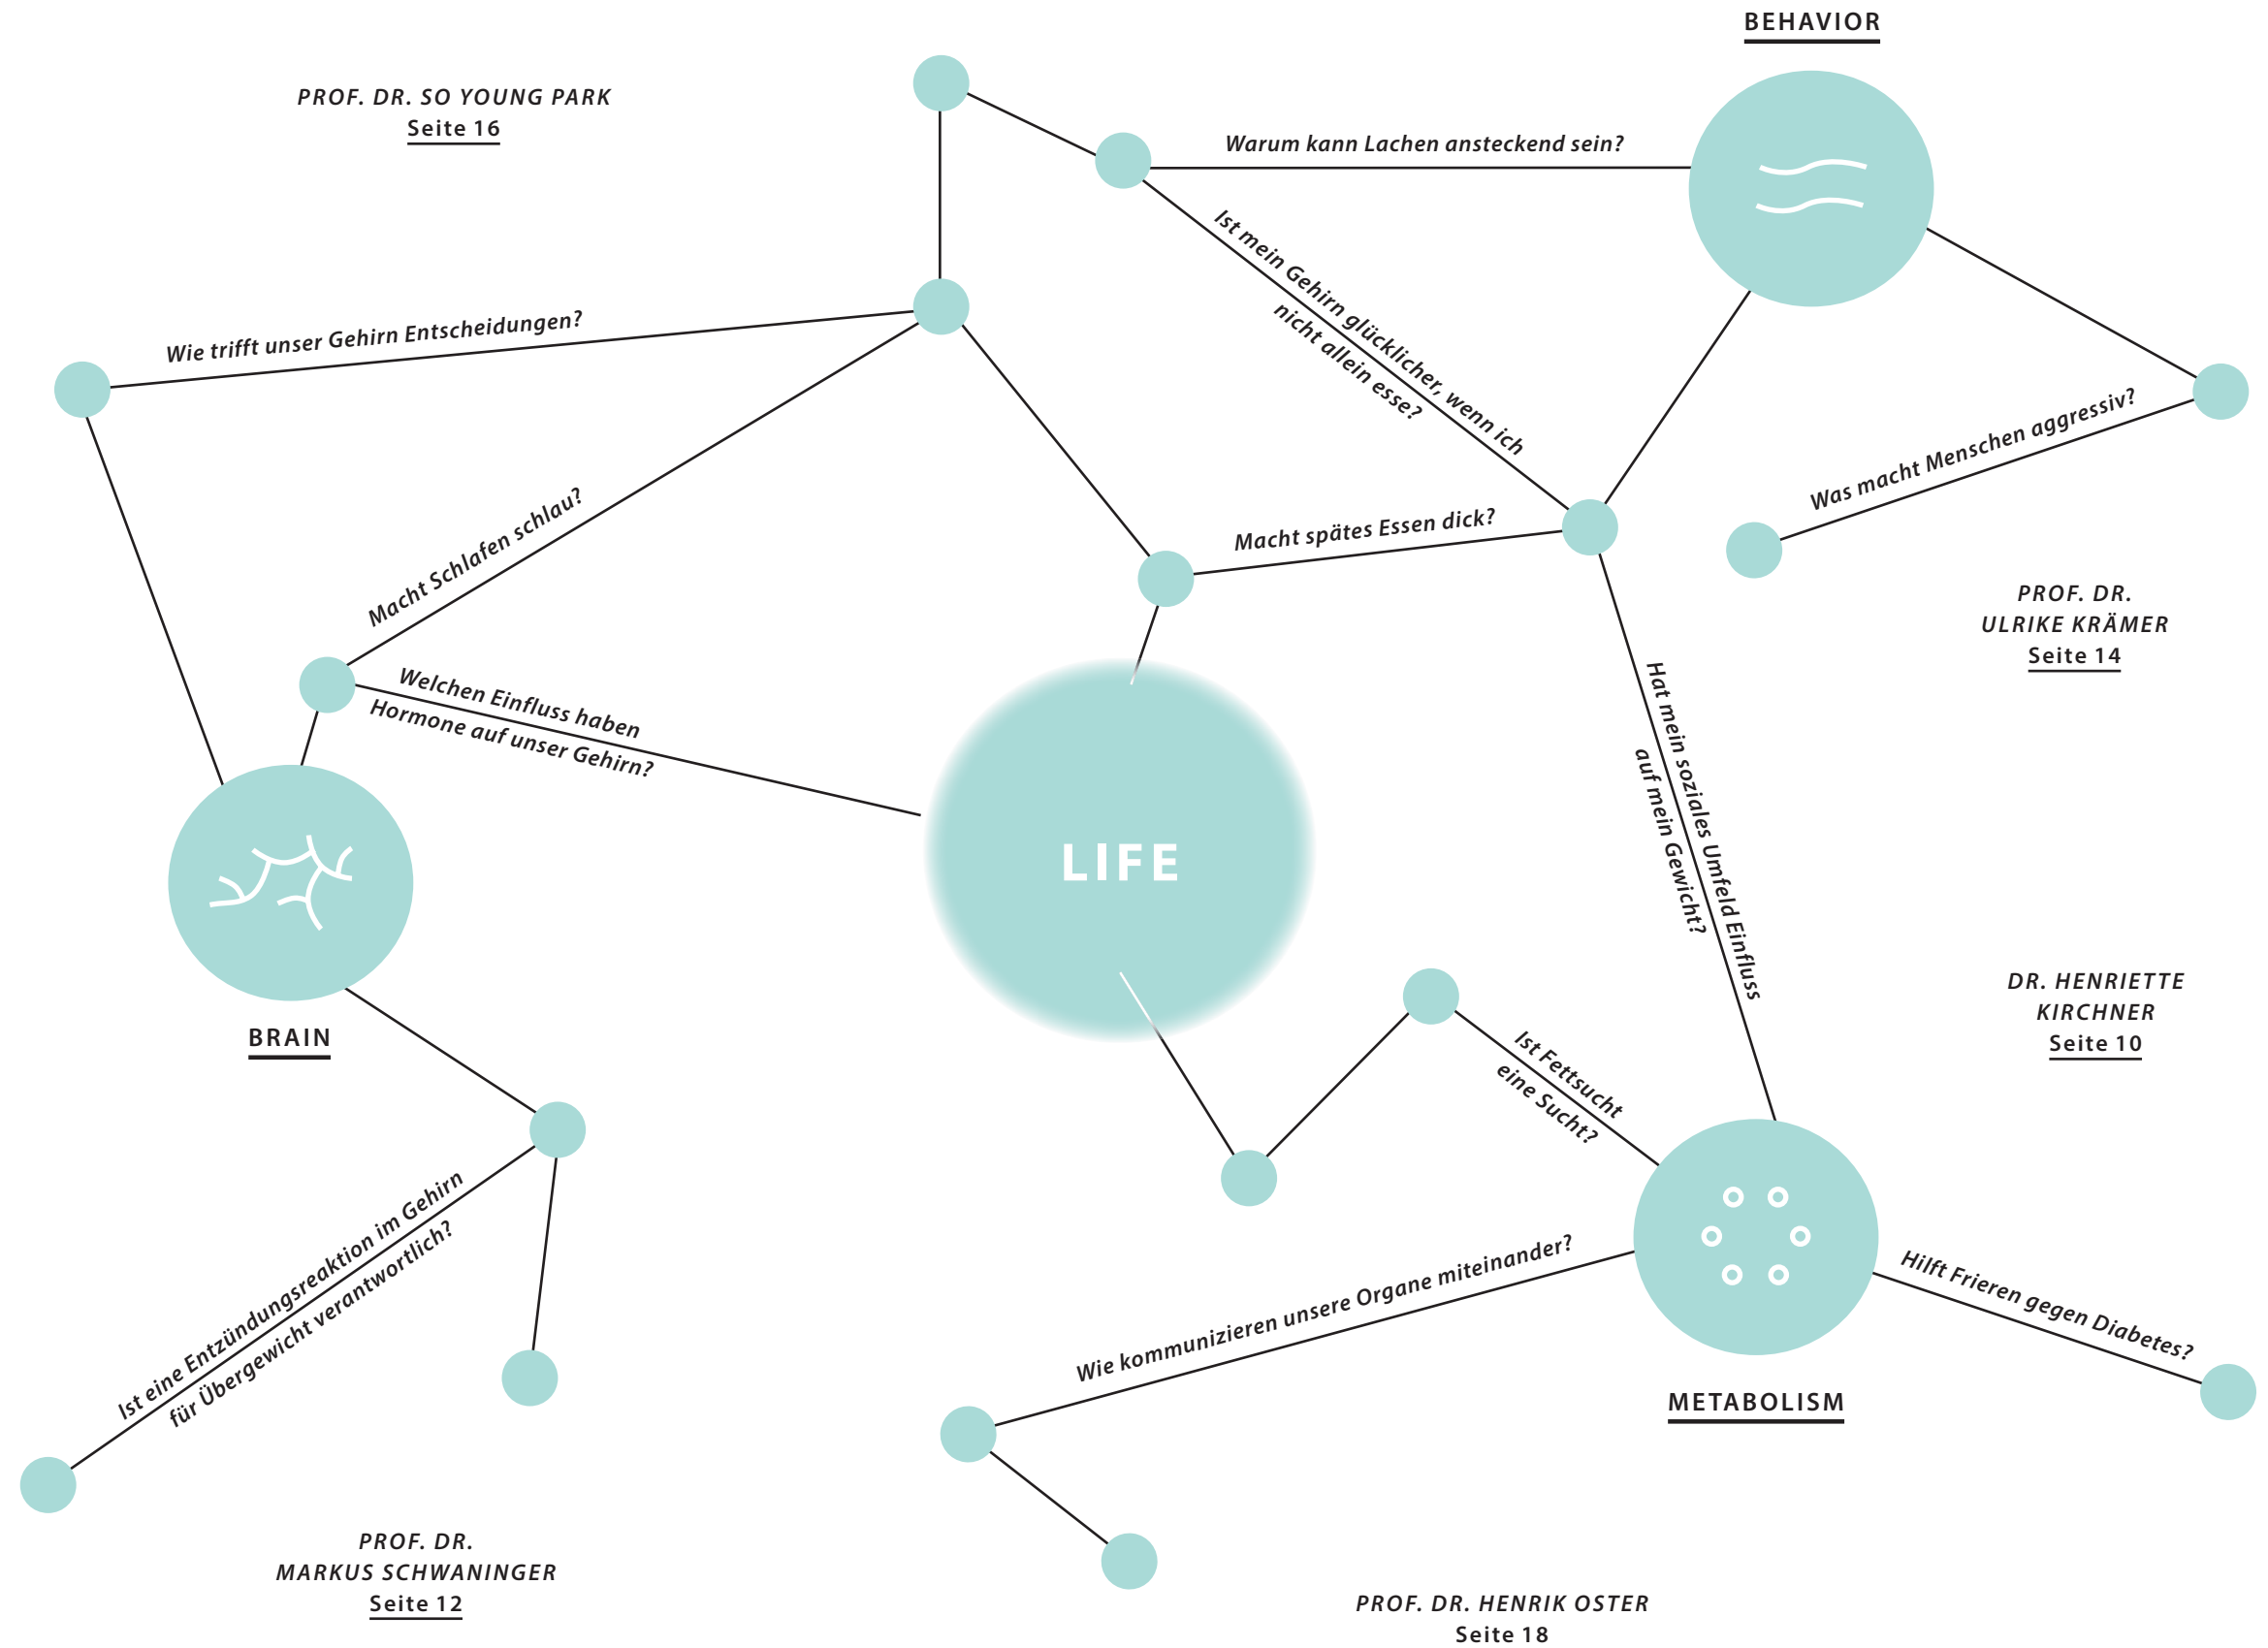 BEHAVIOR
PROF. DR. SO YOUNG PARK
Seite 16
Warum kann Lachen ansteckend sein?
Ist mein Gehirn glücklicher, wenn ich
nicht allein esse?
Wie trifft unser Gehirn Entscheidungen?
Was macht Menschen aggressiv?
Macht Schlafen schlau?
Macht spätes Essen dick?
PROF. DR.
ULRIKE KRÄMER
Seite 14
Welchen Einfluss haben
Hormone auf unser Gehirn?
Hat mein soziales Umfeld Einfluss
auf mein Gewicht?
LIFE
DR. HENRIETTE
KIRCHNER
Seite 10
BRAIN
Ist Fettsucht
eine Sucht?
Ist eine Entzündungsreaktion im Gehirn
für Übergewicht verantwortlich?
Wie kommunizieren unsere Organe miteinander?
Hilft Frieren gegen Diabetes?
METABOLISM
PROF. DR.
MARKUS SCHWANINGER
Seite 12
PROF. DR. HENRIK OSTER
Seite 18